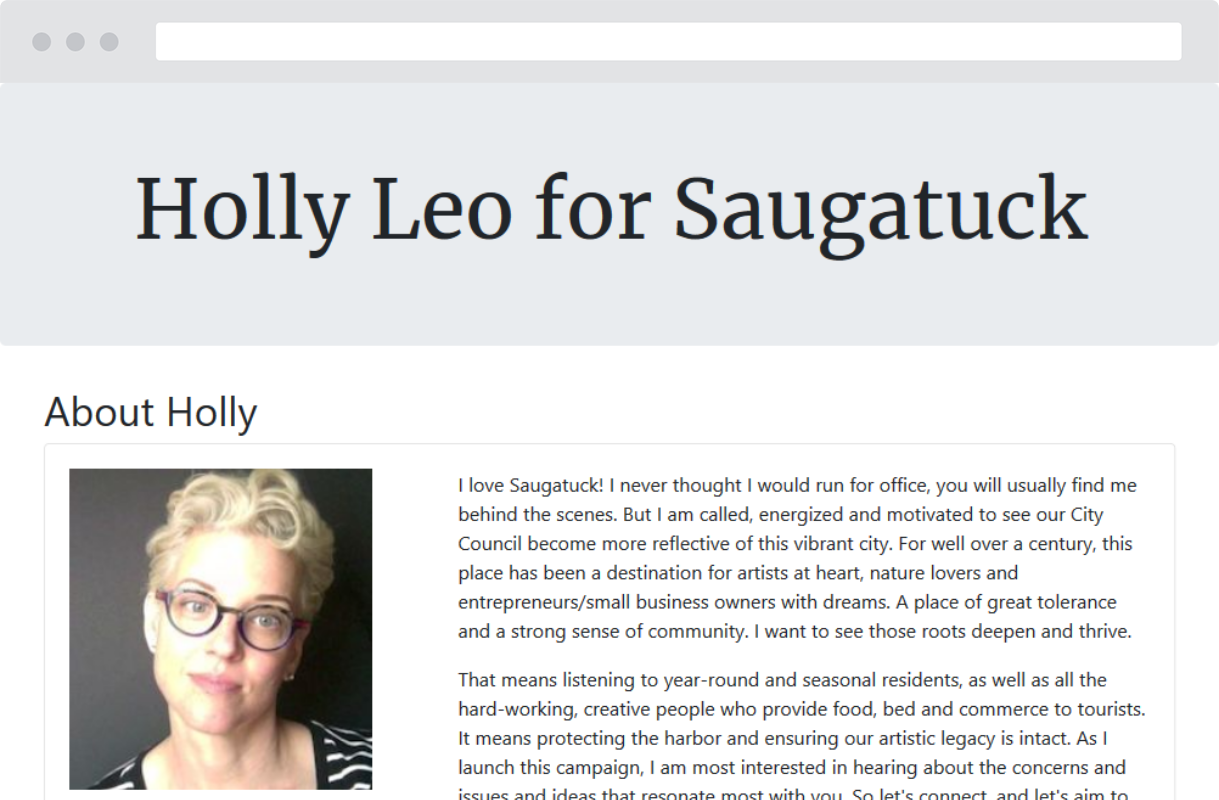 Holly Leo for Saugatuck
About Holly
I love Saugatuck! I never thought I would run for office, you will usually find me
behind the scenes. But I am called, energized and motivated to see our City
Council become more reflective of this vibrant city. For well over a century, this
place has been a destination for artists at heart, nature lovers and
entrepreneurs/small business owners with dreams. A place of great tolerance
and a strong sense of community. I want to see those roots deepen and thrive.
That means listening to year-round and seasonal residents, as well as all the
hard-working, creative people who provide food, bed and commerce to tourists.
It means protecting the harbor and ensuring our artistic legacy is intact. As I
launch this campaign, I am most interested in hearing about the concerns and
issues and ideas that resonate most with you. So let's connect, and let's aim to